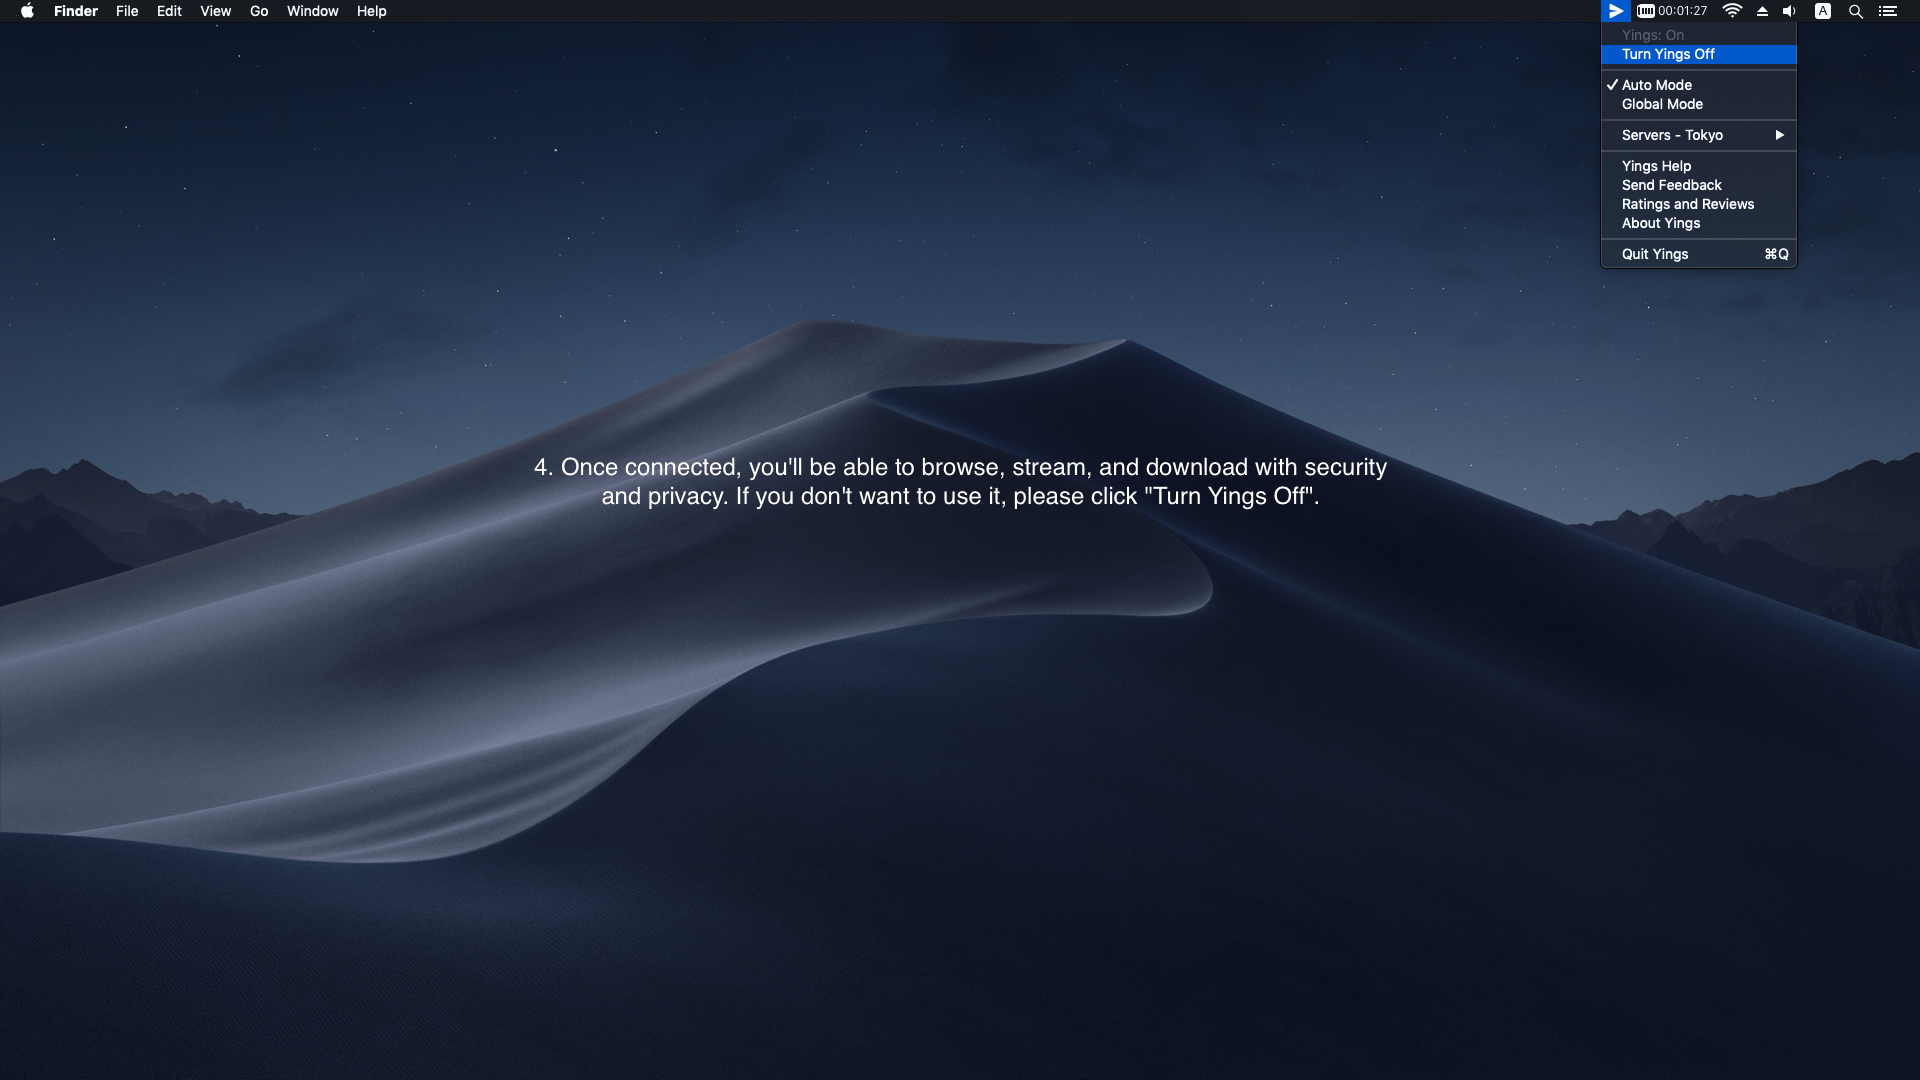 Finder File Edit View Go Window Help 00:01:27 A
Yings: On
Turn Yings Off
Auto Mode
Global Mode
Servers - Tokyo
Yings Help
Send Feedback
Ratings and Reviews
About Yings
Quit Yings ⌘Q
4. Once connected, you'll be able to browse, stream, and download with security
and privacy. If you don't want to use it, please click "Turn Yings Off".